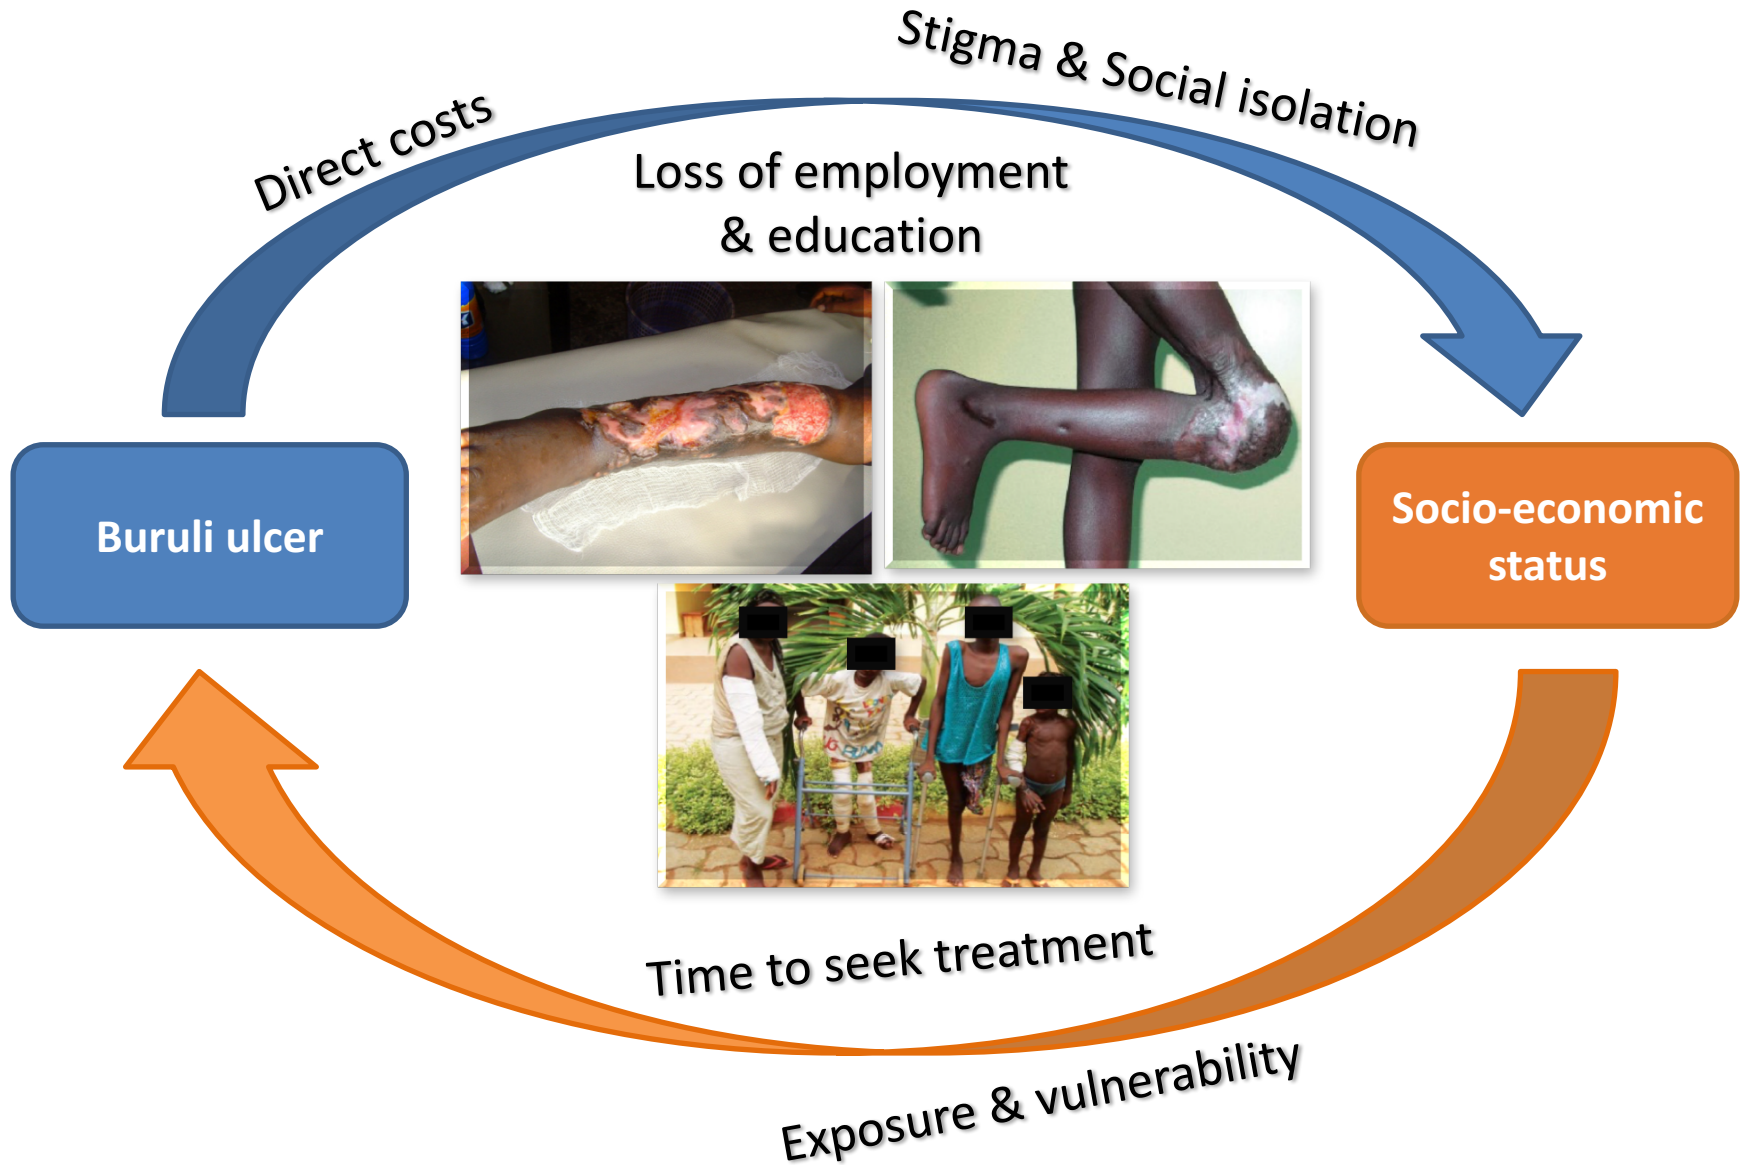 Stigma & Social isolation
Direct costs
Loss of employment
& education
Buruli ulcer
Socio-economic
status
Time to seek treatment
Exposure & vulnerability